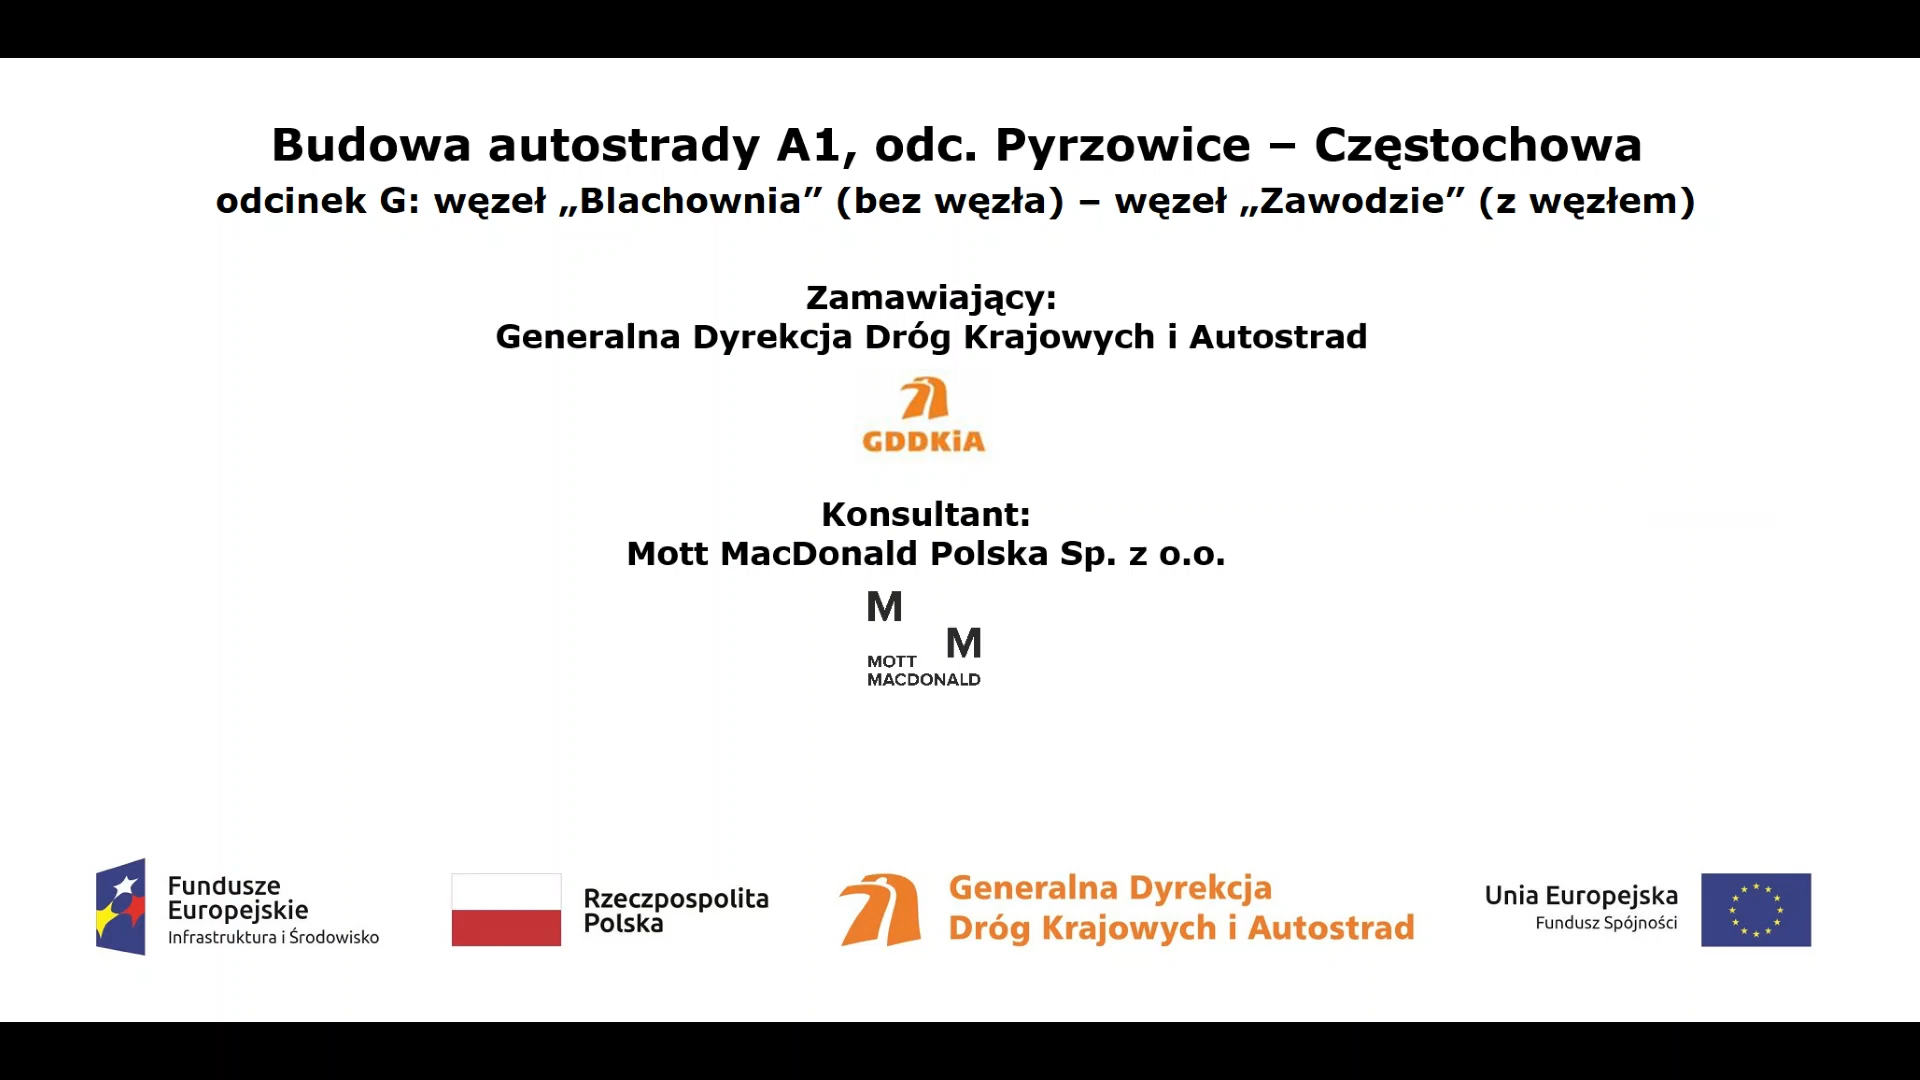 Budowa autostrady A1, odc. Pyrzowice – Częstochowa
odcinek G: węzeł „Blachownia” (bez węzła) – węzeł „Zawodzie” (z węzłem)
Zamawiający:
Generalna Dyrekcja Dróg Krajowych i Autostrad
GDDKiA
Konsultant:
Mott MacDonald Polska Sp. z o.o.
M
M
MOTT
MACDONALD
Fundusze
Europejskie
Infrastruktura i Środowisko
Rzeczpospolita
Polska
Generalna Dyrekcja
Dróg Krajowych i Autostrad
Unia Europejska
Fundusz Spójności